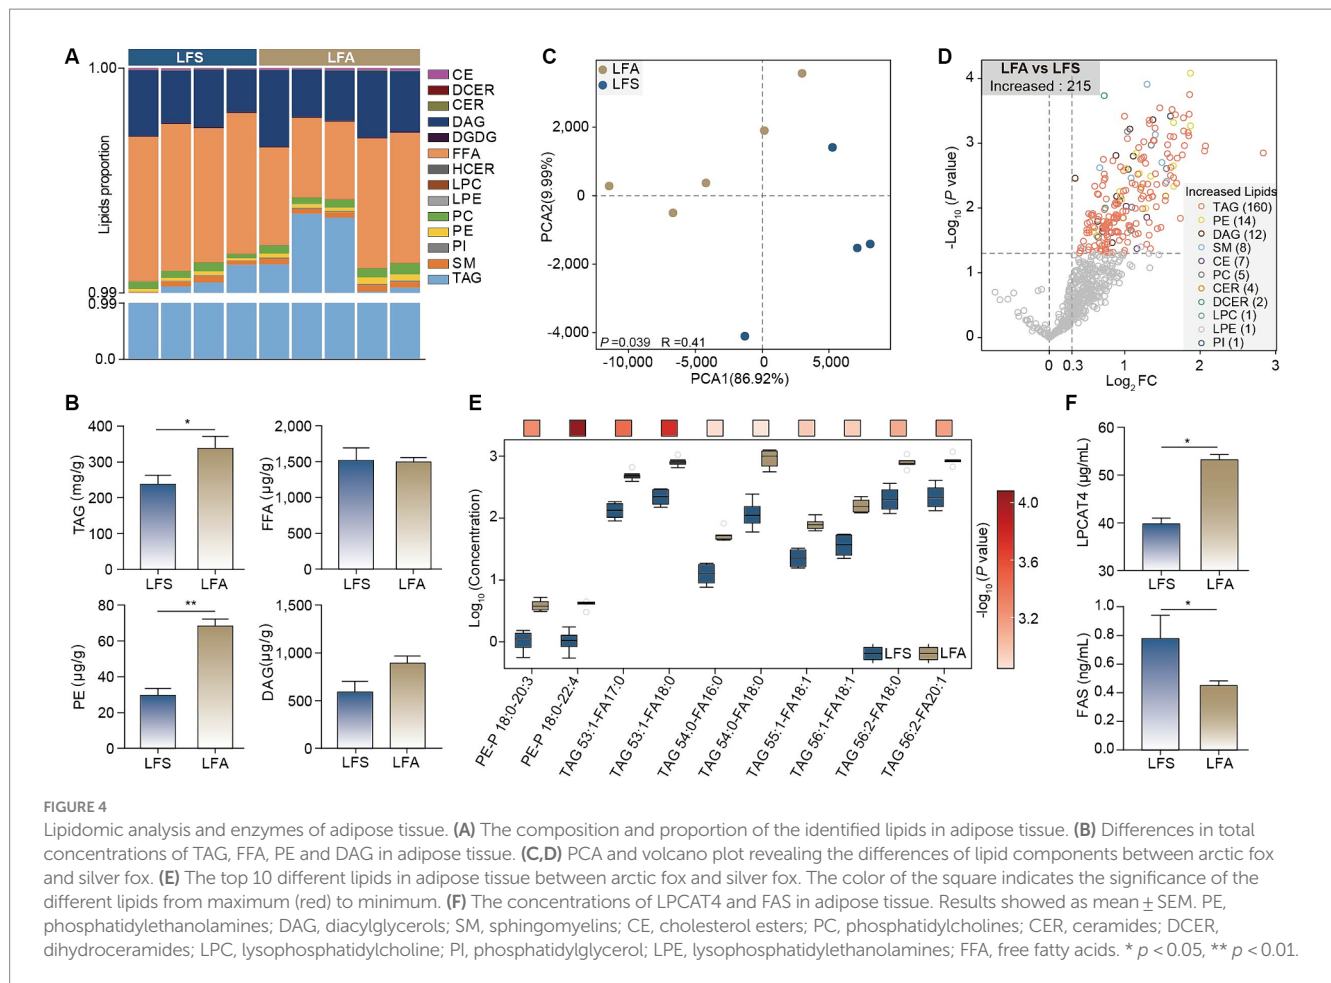 A
LFS
LFA
1.00
0.99
0.99
0.0
Lipids proportion
CE
DCER
CER
DAG
DGDG
FFA
HCER
LPC
LPE
PC
PE
PI
SM
TAG
C
LFA
LFS
2,000
0
-2,000
-4,000
PCA2(9.99%)
P=0.039 R =0.41
-10,000
-5,000
0
5,000
PCA1(86.92%)
D
LFA vs LFS
Increased : 215
4
3
2
1
0
-Log10 (P value)
Increased Lipids
TAG (160)
PE (14)
DAG (12)
SM (8)
CE (7)
PC (5)
CER (4)
DCER (2)
LPC (1)
LPE (1)
PI (1)
0
0.3
1
2
3
Log2 FC
B
400
300
200
100
0
TAG (mg/g)
*
LFS
LFA
2,000
1,500
1,000
500
0
FFA (µg/g)
LFS
LFA
80
60
40
20
0
PE (µg/g)
**
LFS
LFA
1,500
1,000
500
0
DAG(µg/g)
LFS
LFA
E
3
2
1
0
Log10 (Concentration)
LFS
LFA
PE-P 18:0-20:3
PE-P 18:0-22:4
TAG 53:1-FA17:0
TAG 53:1-FA18:0
TAG 54:0-FA16:0
TAG 54:0-FA18:0
TAG 55:1-FA18:1
TAG 56:1-FA18:1
TAG 56:2-FA18:0
TAG 56:2-FA20:1
4.0
3.6
3.2
-log10 (P value)
F
60
50
40
30
LPCAT4 (µg/mL)
*
LFS
LFA
1.0
0.8
0.6
0.4
0.2
0.0
FAS (ng/mL)
*
LFS
LFA
FIGURE 4
Lipidomic analysis and enzymes of adipose tissue. (A) The composition and proportion of the identified lipids in adipose tissue. (B) Differences in total
concentrations of TAG, FFA, PE and DAG in adipose tissue. (C,D) PCA and volcano plot revealing the differences of lipid components between arctic fox
and silver fox. (E) The top 10 different lipids in adipose tissue between arctic fox and silver fox. The color of the square indicates the significance of the
different lipids from maximum (red) to minimum. (F) The concentrations of LPCAT4 and FAS in adipose tissue. Results showed as mean ± SEM. PE,
phosphatidylethanolamines; DAG, diacylglycerols; SM, sphingomyelins; CE, cholesterol esters; PC, phosphatidylcholines; CER, ceramides; DCER,
dihydroceramides; LPC, lysophosphatidylcholine; PI, phosphatidylglycerol; LPE, lysophosphatidylethanolamines; FFA, free fatty acids. * p < 0.05, ** p < 0.01.